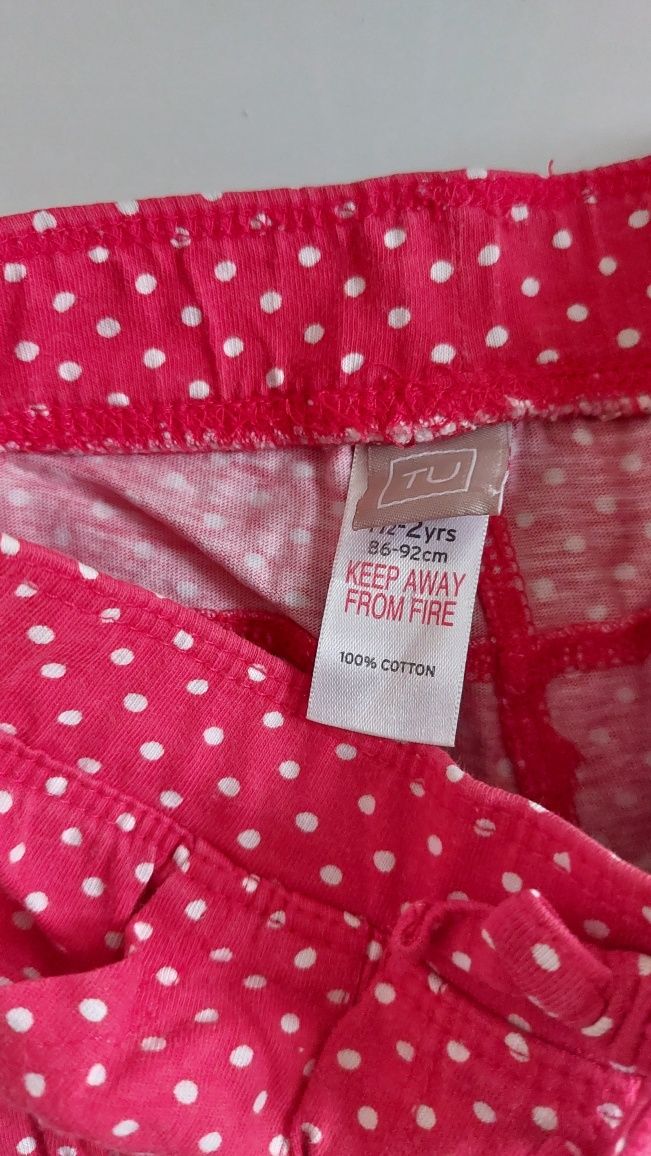 TU
1½-2yrs
86-92cm
KEEP AWAY
FROM FIRE
100% COTTON